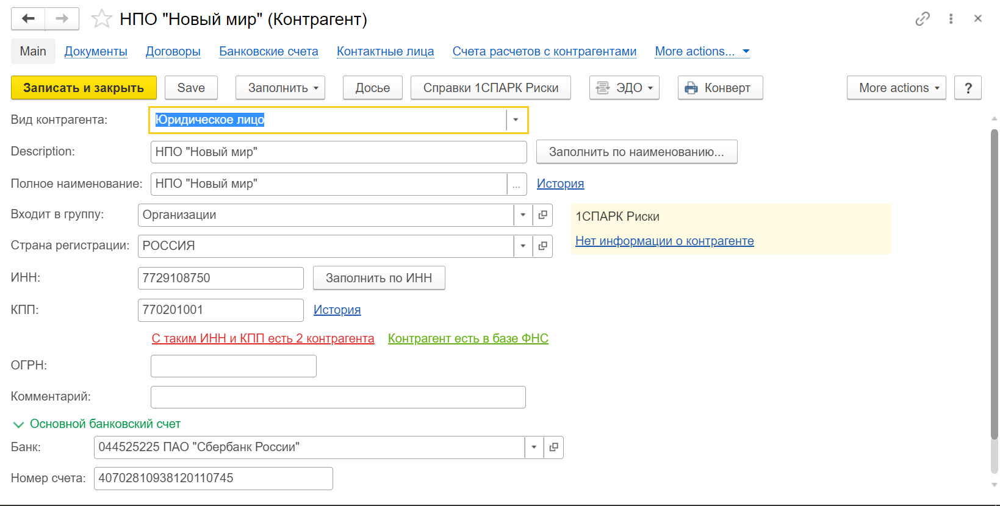 НПО "Новый мир" (Контрагент)
Main Документы Договоры Банковские счета Контактные лица Счета расчетов с контрагентами More actions...
Записать и закрыть Save Заполнить Досье Справки 1СПАРК Риски ЭДО Конверт More actions ?
Вид контрагента: Юридическое лицо
Description: НПО "Новый мир" Заполнить по наименованию...
Полное наименование: НПО "Новый мир" ... История
Входит в группу: Организации
1СПАРК Риски
Нет информации о контрагенте
Страна регистрации: РОССИЯ
ИНН: 7729108750 Заполнить по ИНН
КПП: 770201001 История
С таким ИНН и КПП есть 2 контрагента Контрагент есть в базе ФНС
ОГРН:
Комментарий:
Основной банковский счет
Банк: 044525225 ПАО "Сбербанк России"
Номер счета: 40702810938120110745